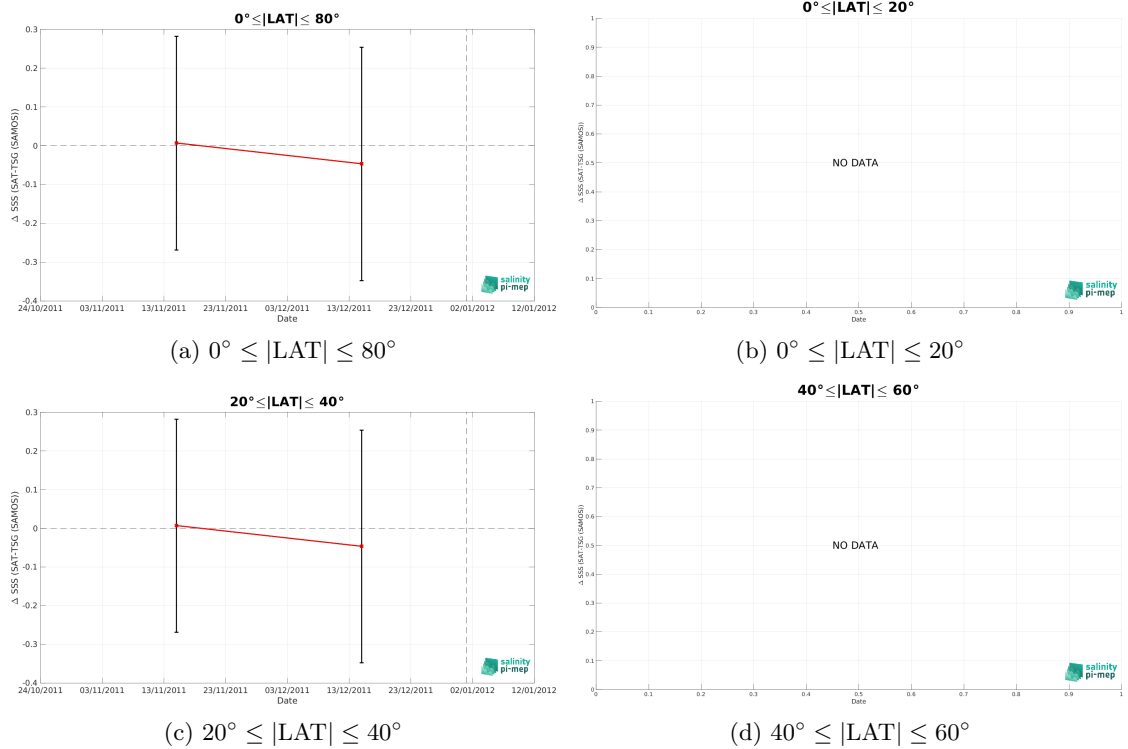 0°≤|LAT|≤ 80°
0.3
0.2
0.1
0
-0.1
-0.2
-0.3
-0.4
Δ SSS (SAT-TSG (SAMOS))
24/10/2011 03/11/2011 13/11/2011 23/11/2011 03/12/2011 13/12/2011 23/12/2011 02/01/2012 12/01/2012
Date
salinity
pi-mep
(a) 0° ≤ |LAT| ≤ 80°
0°≤|LAT|≤ 20°
1
0.9
0.8
0.7
0.6
0.5
0.4
0.3
0.2
0.1
0
Δ SSS (SAT-TSG (SAMOS))
NO DATA
0 0.1 0.2 0.3 0.4 0.5 0.6 0.7 0.8 0.9 1
Date
salinity
pi-mep
(b) 0° ≤ |LAT| ≤ 20°
20°≤|LAT|≤ 40°
0.3
0.2
0.1
0
-0.1
-0.2
-0.3
-0.4
Δ SSS (SAT-TSG (SAMOS))
24/10/2011 03/11/2011 13/11/2011 23/11/2011 03/12/2011 13/12/2011 23/12/2011 02/01/2012 12/01/2012
Date
salinity
pi-mep
(c) 20° ≤ |LAT| ≤ 40°
40°≤|LAT|≤ 60°
1
0.9
0.8
0.7
0.6
0.5
0.4
0.3
0.2
0.1
0
Δ SSS (SAT-TSG (SAMOS))
NO DATA
0 0.1 0.2 0.3 0.4 0.5 0.6 0.7 0.8 0.9 1
Date
salinity
pi-mep
(d) 40° ≤ |LAT| ≤ 60°